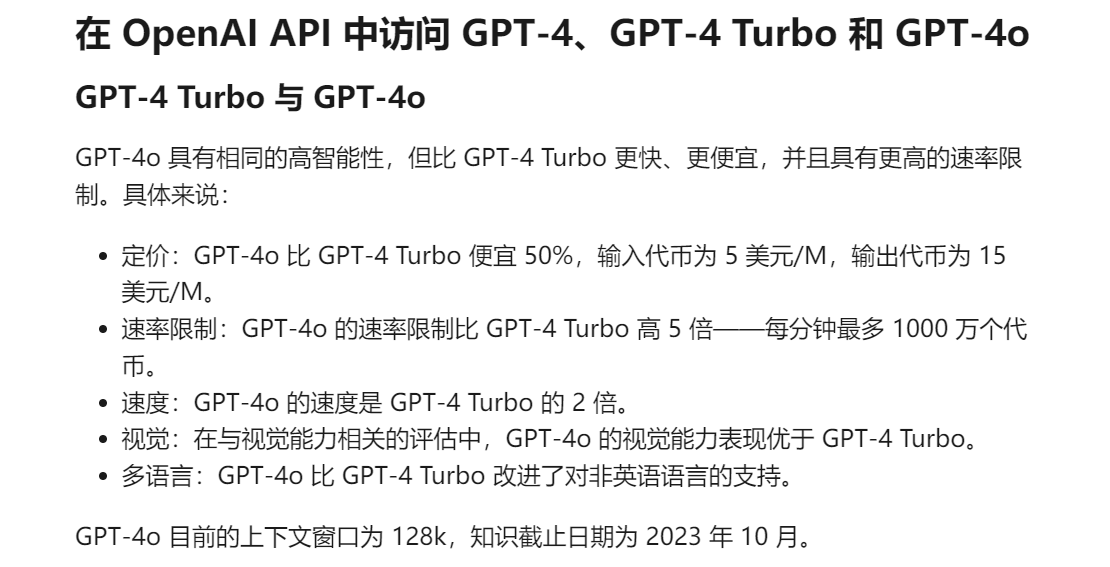 在 OpenAI API 中访问 GPT-4、GPT-4 Turbo 和 GPT-4o
GPT-4 Turbo 与 GPT-4o
GPT-4o 具有相同的高智能性，但比 GPT-4 Turbo 更快、更便宜，并且具有更高的速率限
制。具体来说：
• 定价：GPT-4o 比 GPT-4 Turbo 便宜 50%，输入代币为 5 美元/M，输出代币为 15
美元/M。
• 速率限制：GPT-4o 的速率限制比 GPT-4 Turbo 高 5 倍——每分钟最多 1000 万个代
币。
• 速度：GPT-4o 的速度是 GPT-4 Turbo 的 2 倍。
• 视觉：在与视觉能力相关的评估中，GPT-4o 的视觉能力表现优于 GPT-4 Turbo。
• 多语言：GPT-4o 比 GPT-4 Turbo 改进了对非英语语言的支持。
GPT-4o 目前的上下文窗口为 128k，知识截止日期为 2023 年 10 月。